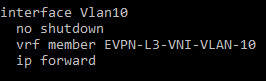 interface Vlan10
  no shutdown
  vrf member EVPN-L3-VNI-VLAN-10
  ip forward